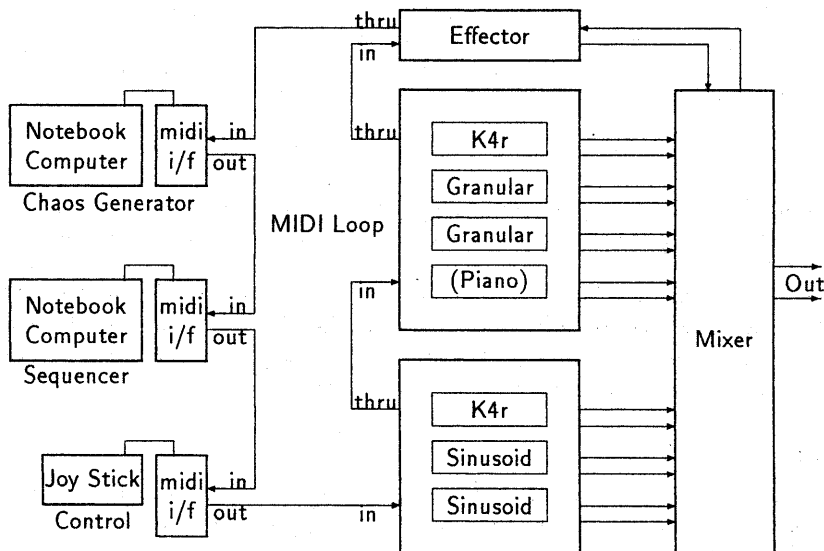 thru
Effector
in
Notebook
Computer
midi
i/f
in
out
Chaos Generator
thru
K4r
Granular
Granular
(Piano)
MIDI Loop
in
Notebook
Computer
midi
i/f
in
out
Sequencer
Mixer
Out
thru
K4r
Sinusoid
Sinusoid
Joy Stick
midi
i/f
in
out
Control
in